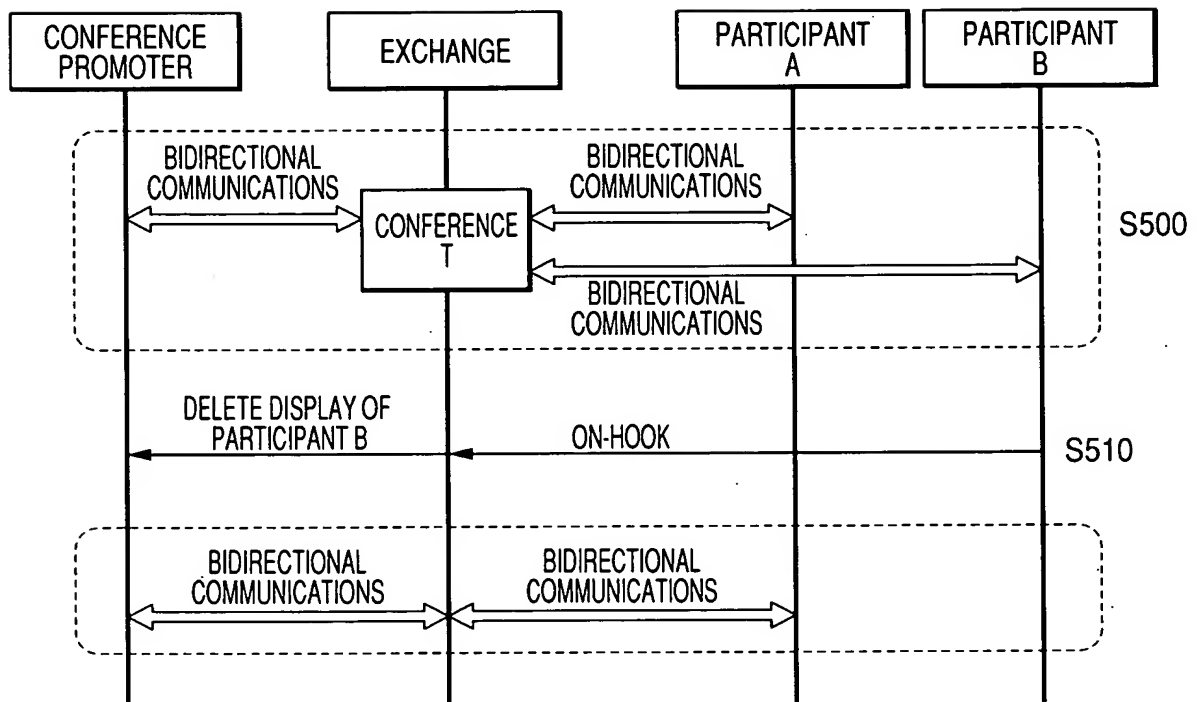 CONFERENCE
PROMOTER
EXCHANGE
PARTICIPANT
A
PARTICIPANT
B
BIDIRECTIONAL
COMMUNICATIONS
BIDIRECTIONAL
COMMUNICATIONS
CONFERENCE
T
S500
BIDIRECTIONAL
COMMUNICATIONS
DELETE DISPLAY OF
PARTICIPANT B
ON-HOOK
S510
BIDIRECTIONAL
COMMUNICATIONS
BIDIRECTIONAL
COMMUNICATIONS